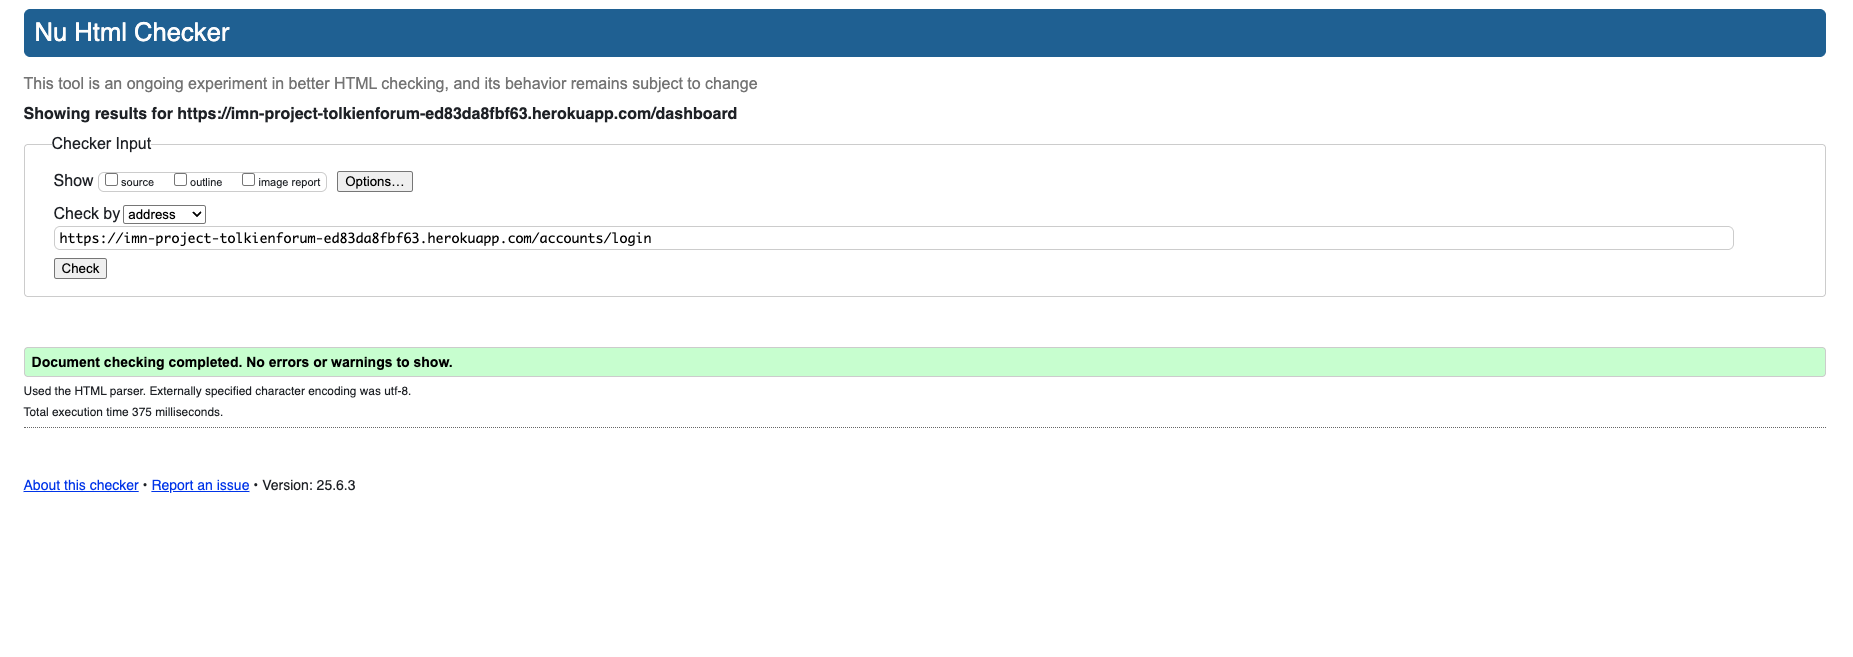 Nu Html Checker
This tool is an ongoing experiment in better HTML checking, and its behavior remains subject to change
Showing results for https://imn-project-tolkienforum-ed83da8fbf63.herokuapp.com/dashboard
Checker Input
Show source outline image report Options...
Check by address
https://imn-project-tolkienforum-ed83da8fbf63.herokuapp.com/accounts/login
Check
Document checking completed. No errors or warnings to show.
Used the HTML parser. Externally specified character encoding was utf-8.
Total execution time 375 milliseconds.
About this checker • Report an issue • Version: 25.6.3